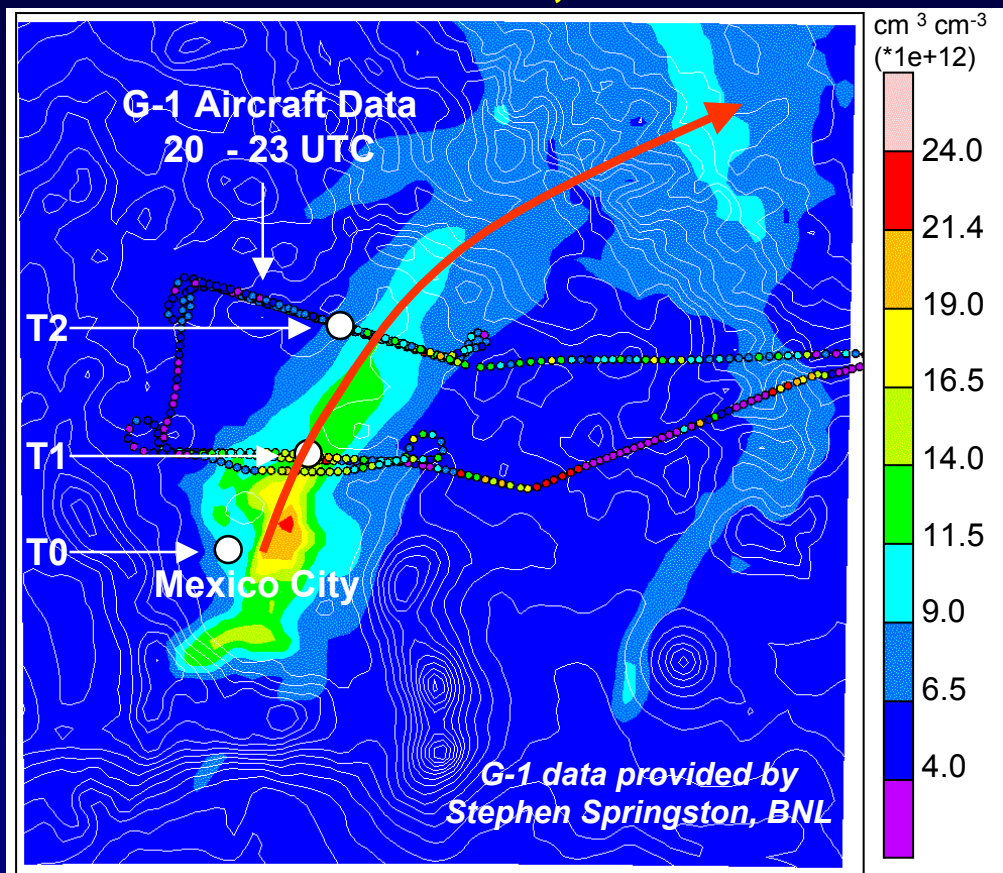 cm 3 cm-3
(*1e+12)
G-1 Aircraft Data
20 - 23 UTC
24.0
21.4
19.0
T2
16.5
T1
14.0
11.5
T0
Mexico City
9.0
6.5
4.0
G-1 data provided by
Stephen Springston, BNL